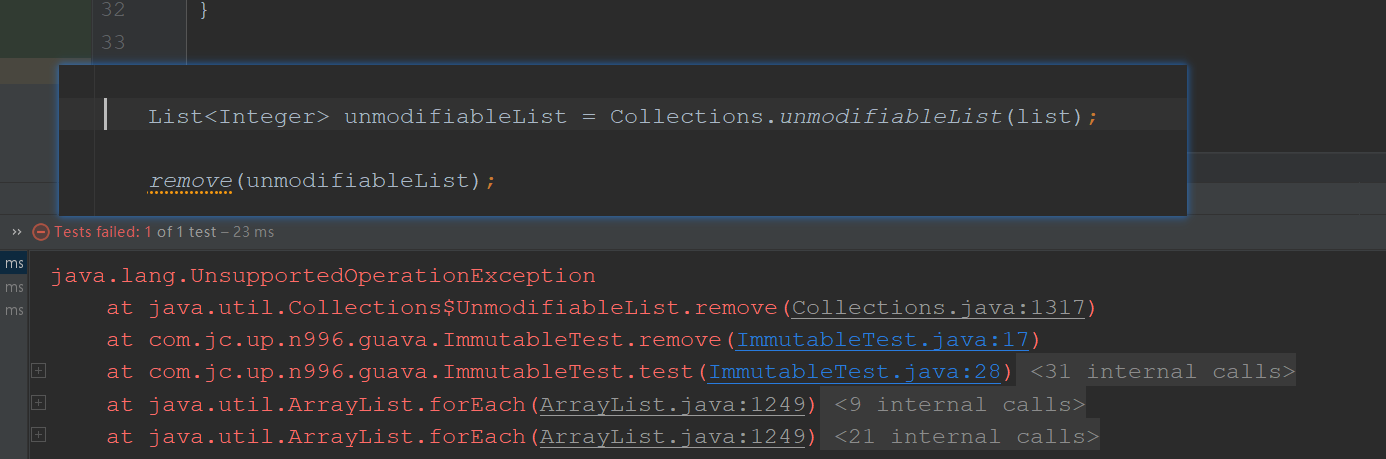 32 }
33
List<Integer> unmodifiableList = Collections.unmodifiableList(list);
remove(unmodifiableList);
» Tests failed: 1 of 1 test – 23 ms
ms
ms
ms
java.lang.UnsupportedOperationException
at java.util.Collections$UnmodifiableList.remove(Collections.java:1317)
at com.jc.up.n996.guava.ImmutableTest.remove(ImmutableTest.java:17)
at com.jc.up.n996.guava.ImmutableTest.test(ImmutableTest.java:28) <31 internal calls>
at java.util.ArrayList.forEach(ArrayList.java:1249) <9 internal calls>
at java.util.ArrayList.forEach(ArrayList.java:1249) <21 internal calls>